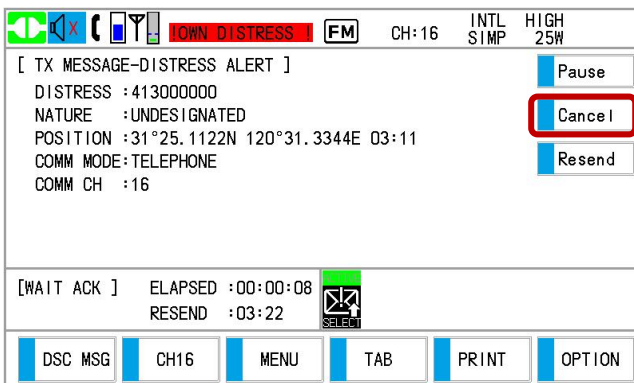 !OWN DISTRESS ! FM CH:16 INTL SIMP HIGH 25W
[ TX MESSAGE-DISTRESS ALERT ]
DISTRESS :413000000
NATURE :UNDESIGNATED
POSITION :31°25.1122N 120°31.3344E 03:11
COMM MODE:TELEPHONE
COMM CH :16
Pause
Cancel
Resend
[WAIT ACK ] ELAPSED :00:00:08
RESEND :03:22
SELECT
DSC MSG CH16 MENU TAB PRINT OPTION